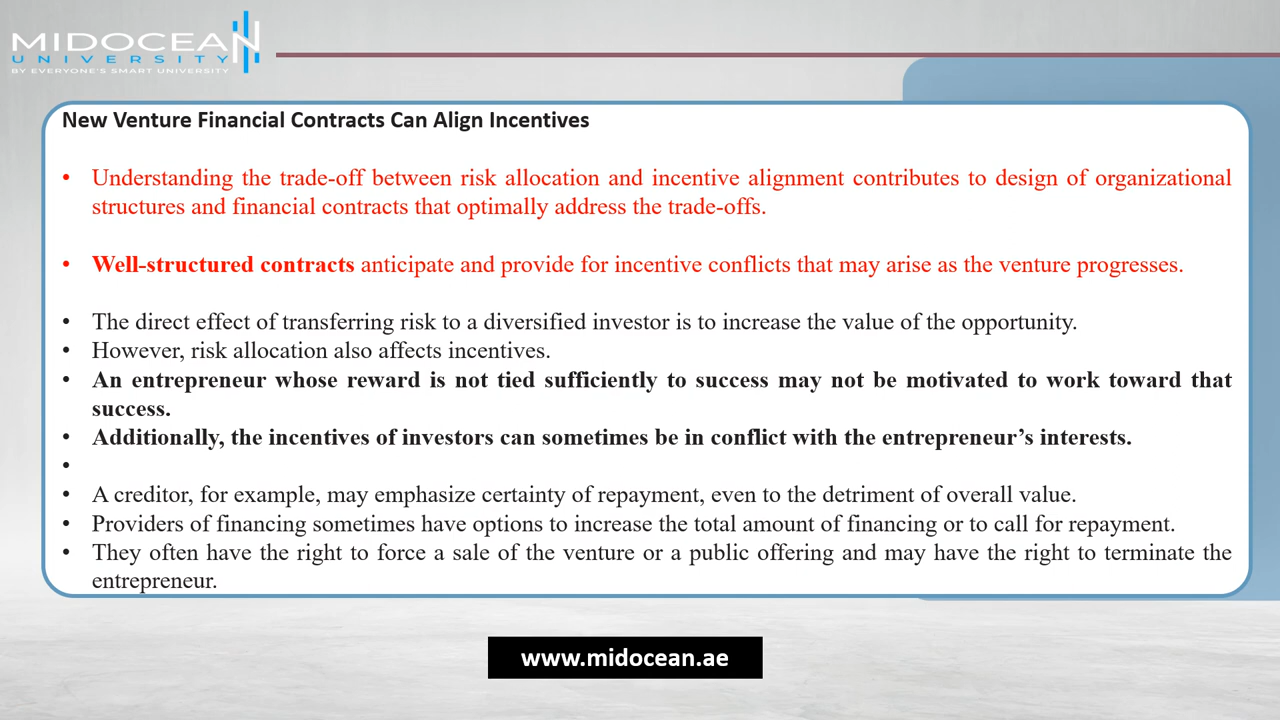 MIDOCEAN
UNIVERSITY
BY EVERYONE'S SMART UNIVERSITY
New Venture Financial Contracts Can Align Incentives
• Understanding the trade-off between risk allocation and incentive alignment contributes to design of organizational
structures and financial contracts that optimally address the trade-offs.
• Well-structured contracts anticipate and provide for incentive conflicts that may arise as the venture progresses.
• The direct effect of transferring risk to a diversified investor is to increase the value of the opportunity.
• However, risk allocation also affects incentives.
• An entrepreneur whose reward is not tied sufficiently to success may not be motivated to work toward that
success.
• Additionally, the incentives of investors can sometimes be in conflict with the entrepreneur’s interests.
•
• A creditor, for example, may emphasize certainty of repayment, even to the detriment of overall value.
• Providers of financing sometimes have options to increase the total amount of financing or to call for repayment.
• They often have the right to force a sale of the venture or a public offering and may have the right to terminate the
entrepreneur.
www.midocean.ae